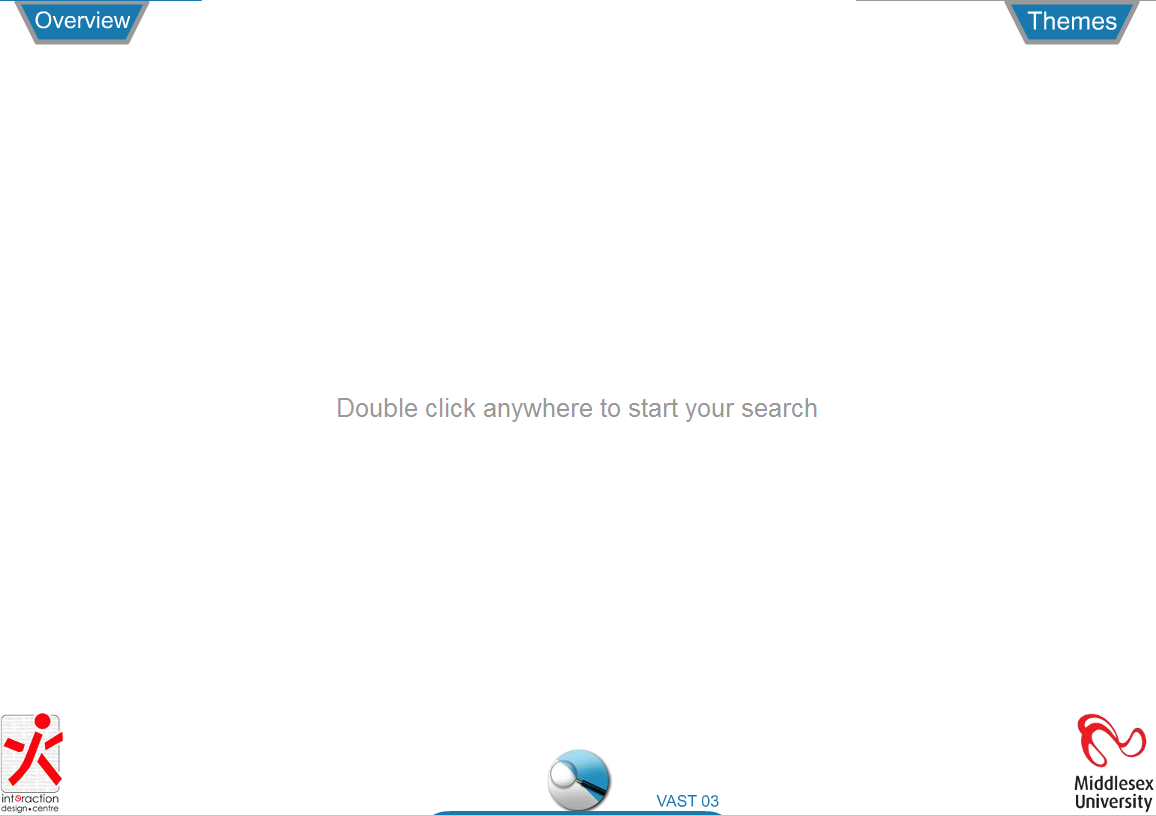 Overview
Themes
Double click anywhere to start your search
interaction
design•centre
VAST 03
Middlesex
University